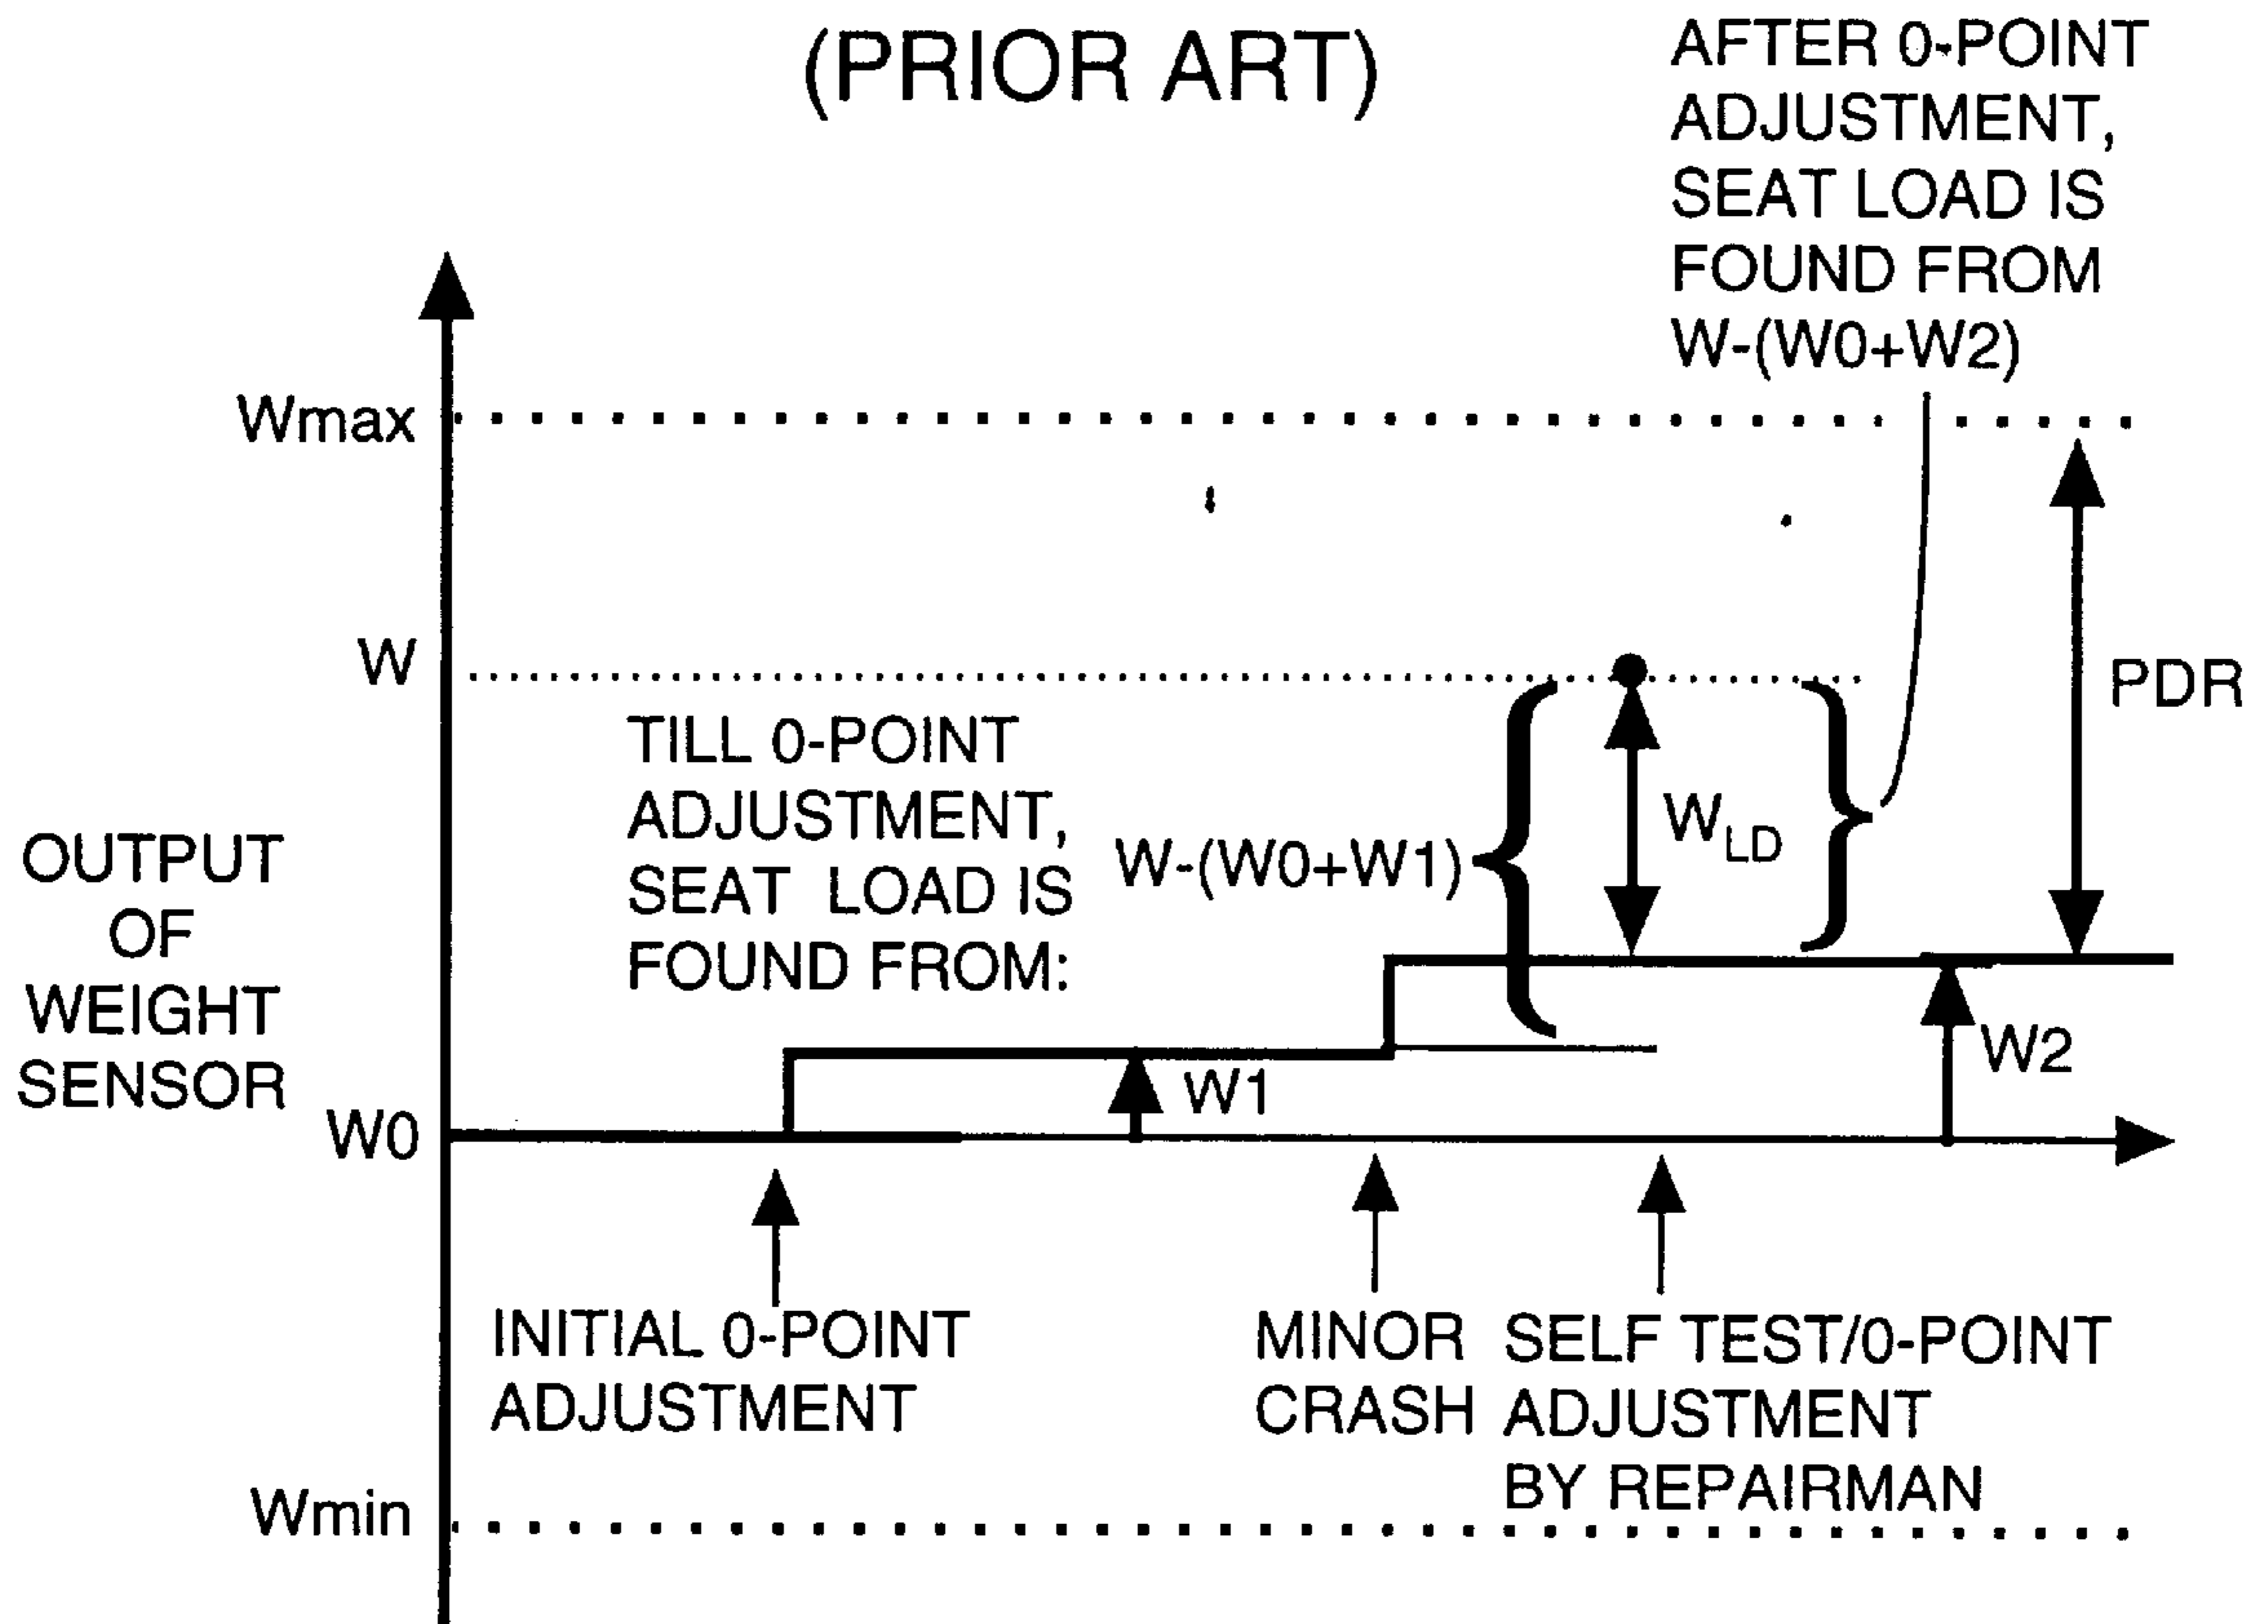 (PRIOR ART)
AFTER 0-POINT
ADJUSTMENT,
SEAT LOAD IS
FOUND FROM
W-(W0+W2)
Wmax
W
PDR
TILL 0-POINT
ADJUSTMENT,
SEAT LOAD IS
FOUND FROM:
W-(W0+W1)
WLD
OUTPUT
OF
WEIGHT
SENSOR
W1
W2
W0
INITIAL 0-POINT
ADJUSTMENT
MINOR
CRASH
SELF TEST/0-POINT
ADJUSTMENT
BY REPAIRMAN
Wmin